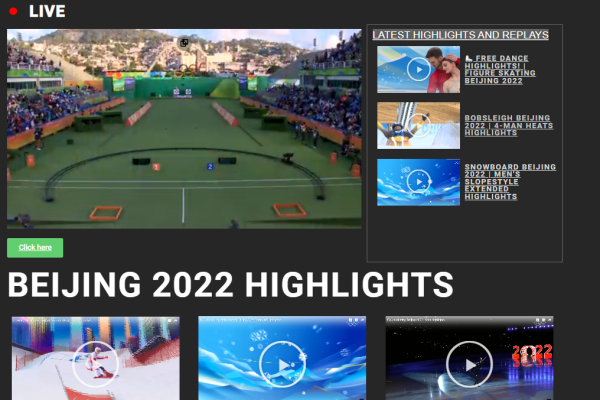 LIVE
LATEST HIGHLIGHTS AND REPLAYS
FREE DANCE
HIGHLIGHTS! |
FIGURE SKATING
BEIJING 2022
BOBSLEIGH BEIJING
2022 | 4-MAN HEATS
HIGHLIGHTS
SNOWBOARD BEIJING
2022 | MEN'S
SLOPESTYLE
EXTENDED
HIGHLIGHTS
Click here
BEIJING 2022 HIGHLIGHTS
2022